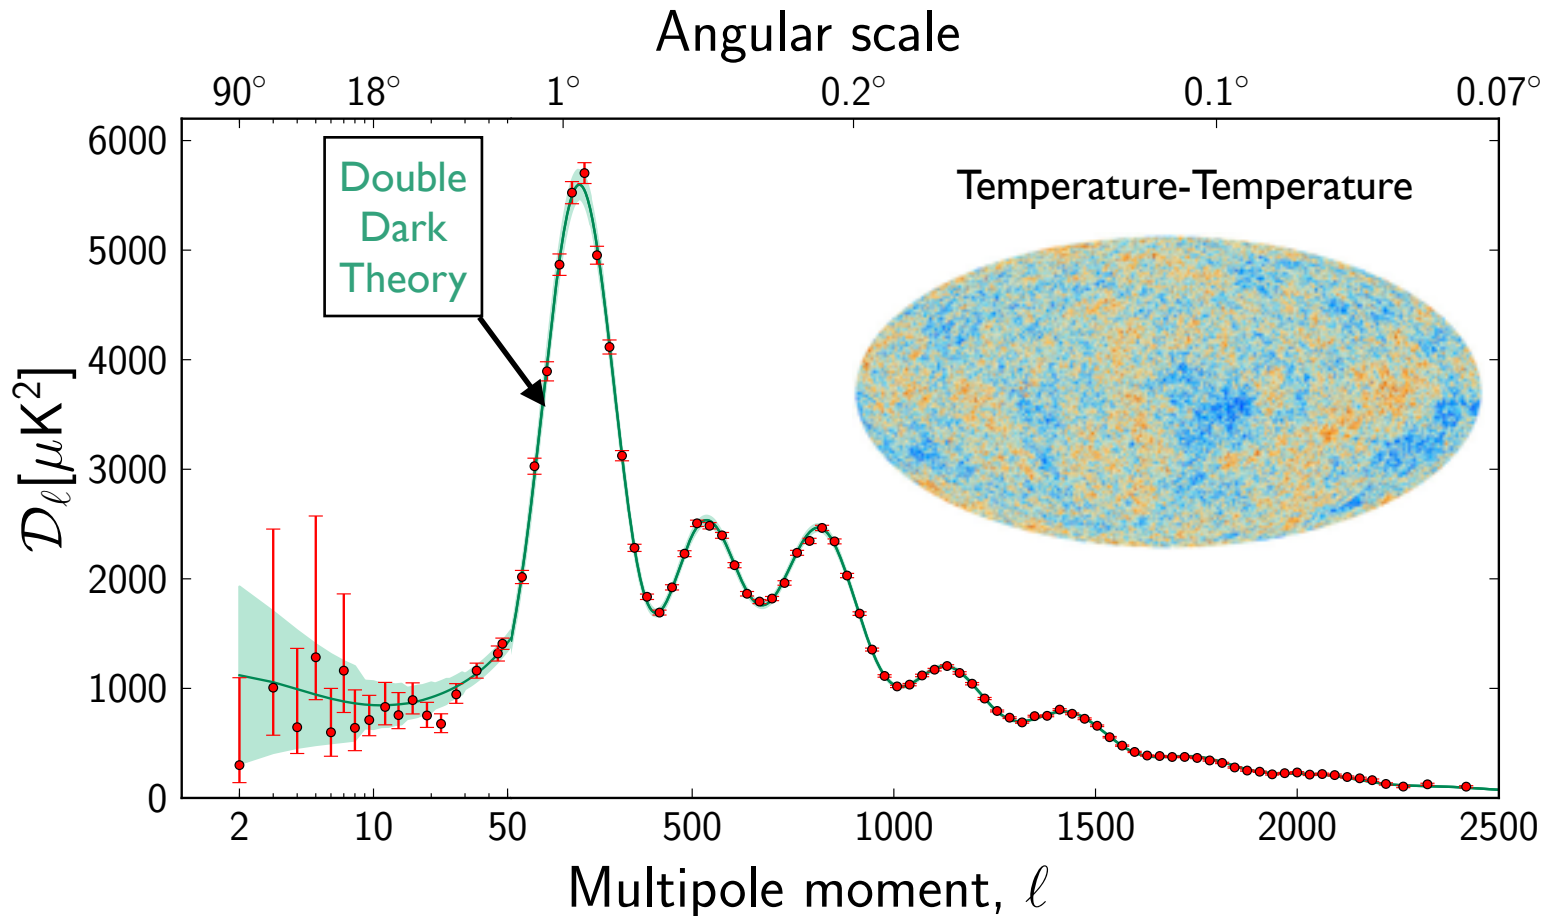 Angular scale
90° 18° 1° 0.2° 0.1° 0.07°
6000
Double
Dark
Theory
Temperature-Temperature
5000
4000
3000
2000
1000
0
𝒟ℓ[μK²]
2 10 50 500 1000 1500 2000 2500
Multipole moment, ℓ